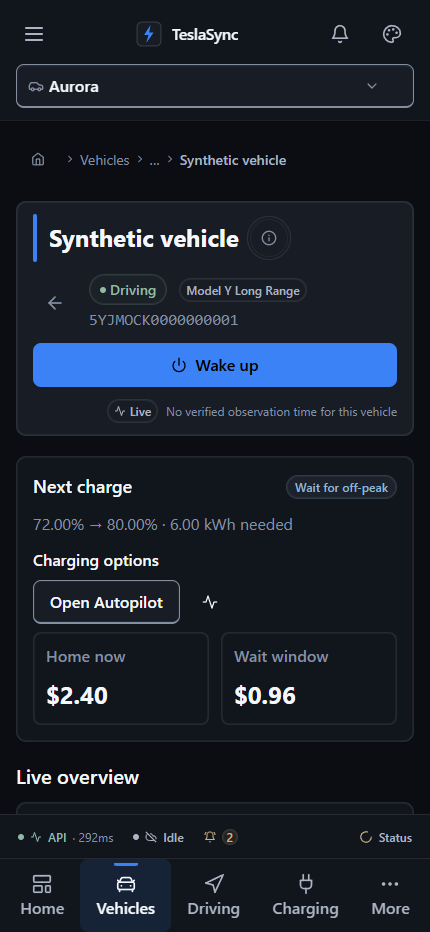 TeslaSync
Aurora
Vehicles
...
Synthetic vehicle
Synthetic vehicle
Driving
Model Y Long Range
5YJMOCK0000000001
Wake up
Live
No verified observation time for this vehicle
Next charge
Wait for off-peak
72.00% → 80.00% · 6.00 kWh needed
Charging options
Open Autopilot
Home now
$2.40
Wait window
$0.96
Live overview
API · 292ms
Idle
2
Status
Home
Vehicles
Driving
Charging
More